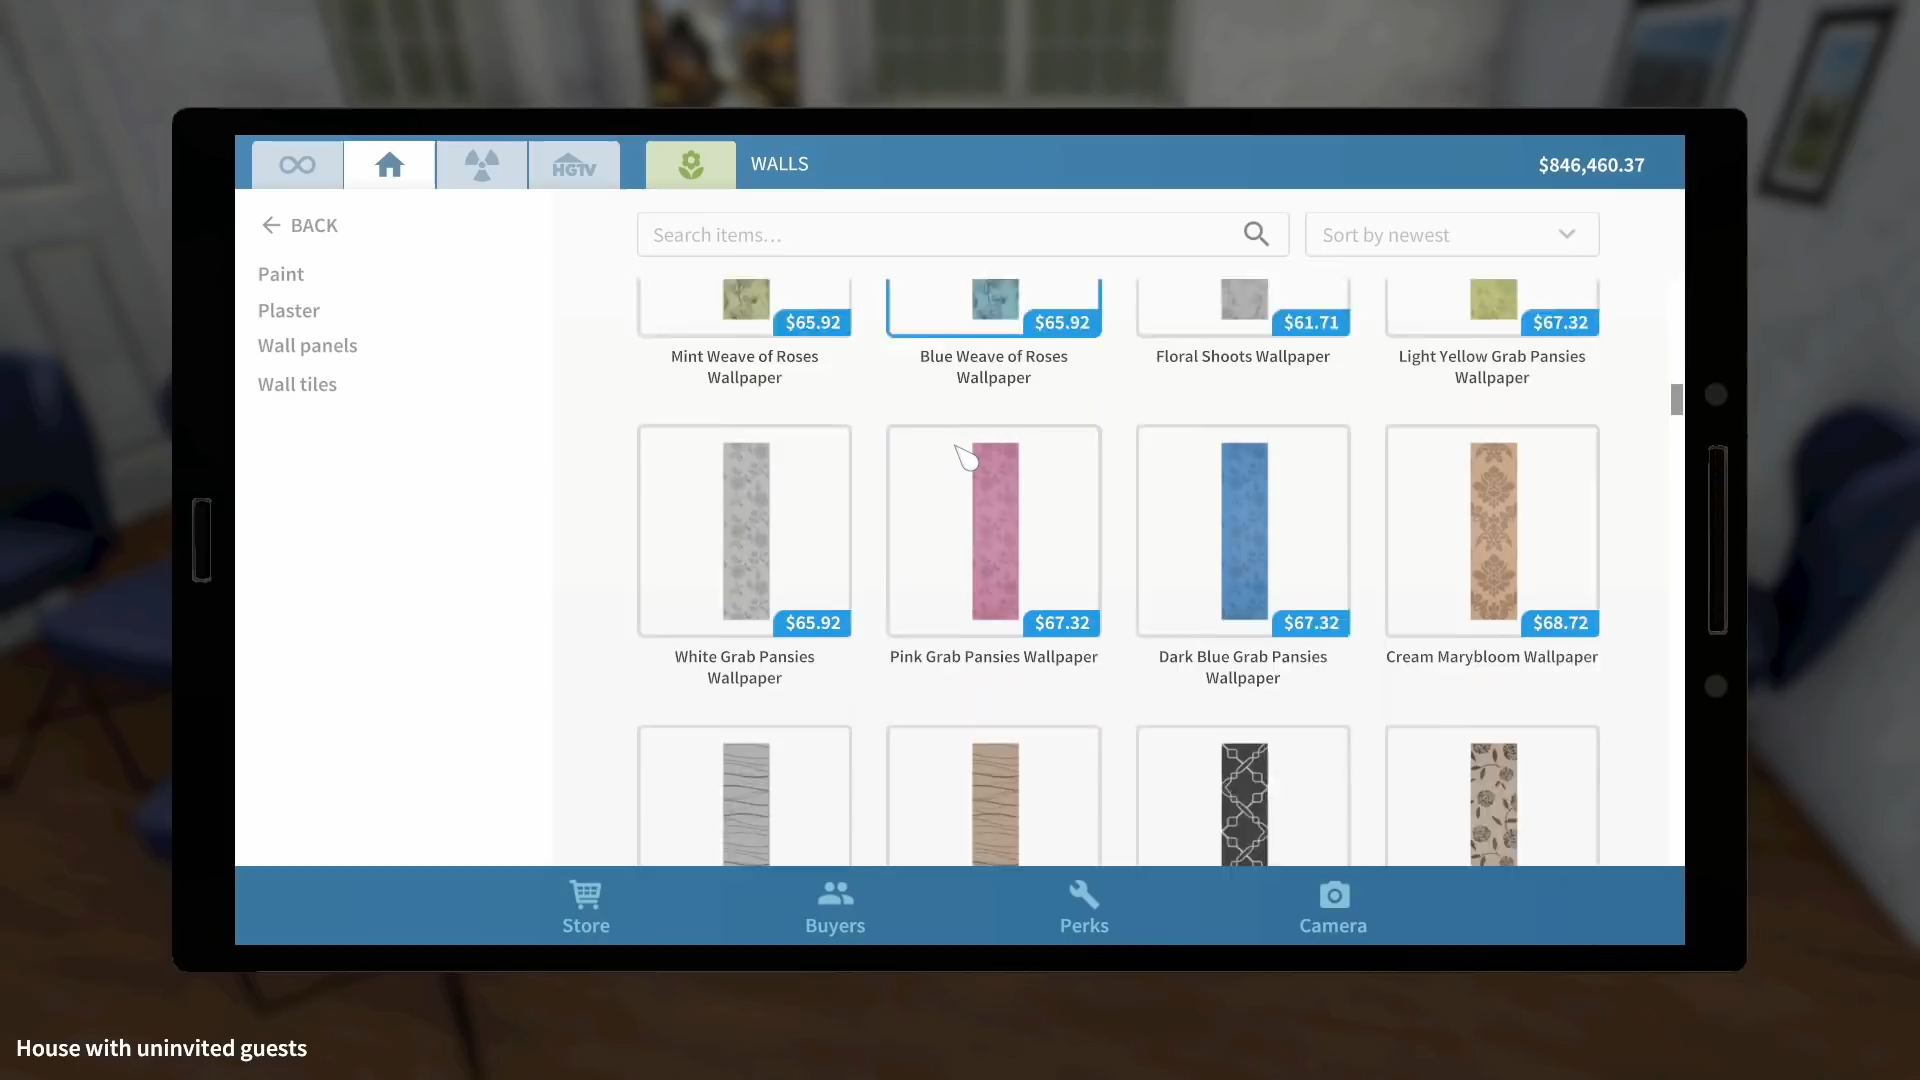 HGTV
WALLS
$846,460.37
BACK
Paint
Plaster
Wall panels
Wall tiles
Search items...
Sort by newest
$65.92
$65.92
$61.71
$67.32
Mint Weave of Roses
Wallpaper
Blue Weave of Roses
Wallpaper
Floral Shoots Wallpaper
Light Yellow Grab Pansies
Wallpaper
$65.92
$67.32
$67.32
$68.72
White Grab Pansies
Wallpaper
Pink Grab Pansies Wallpaper
Dark Blue Grab Pansies
Wallpaper
Cream Marybloom Wallpaper
Store
Buyers
Perks
Camera
House with uninvited guests